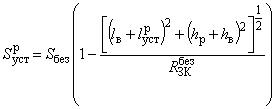 S^р_уст = S_без (1 − [(l_в + l^р_уст)^2 + (h_р + h_в)^2]^(1/2) / R^без_ЗК)